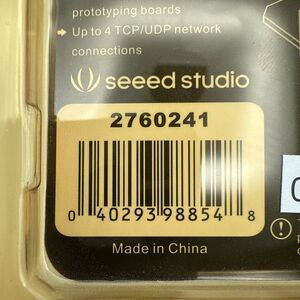 prototyping boards
Up to 4 TCP/UDP network
connections
seeed studio
2760241
0 40293 98854 8
Made in China